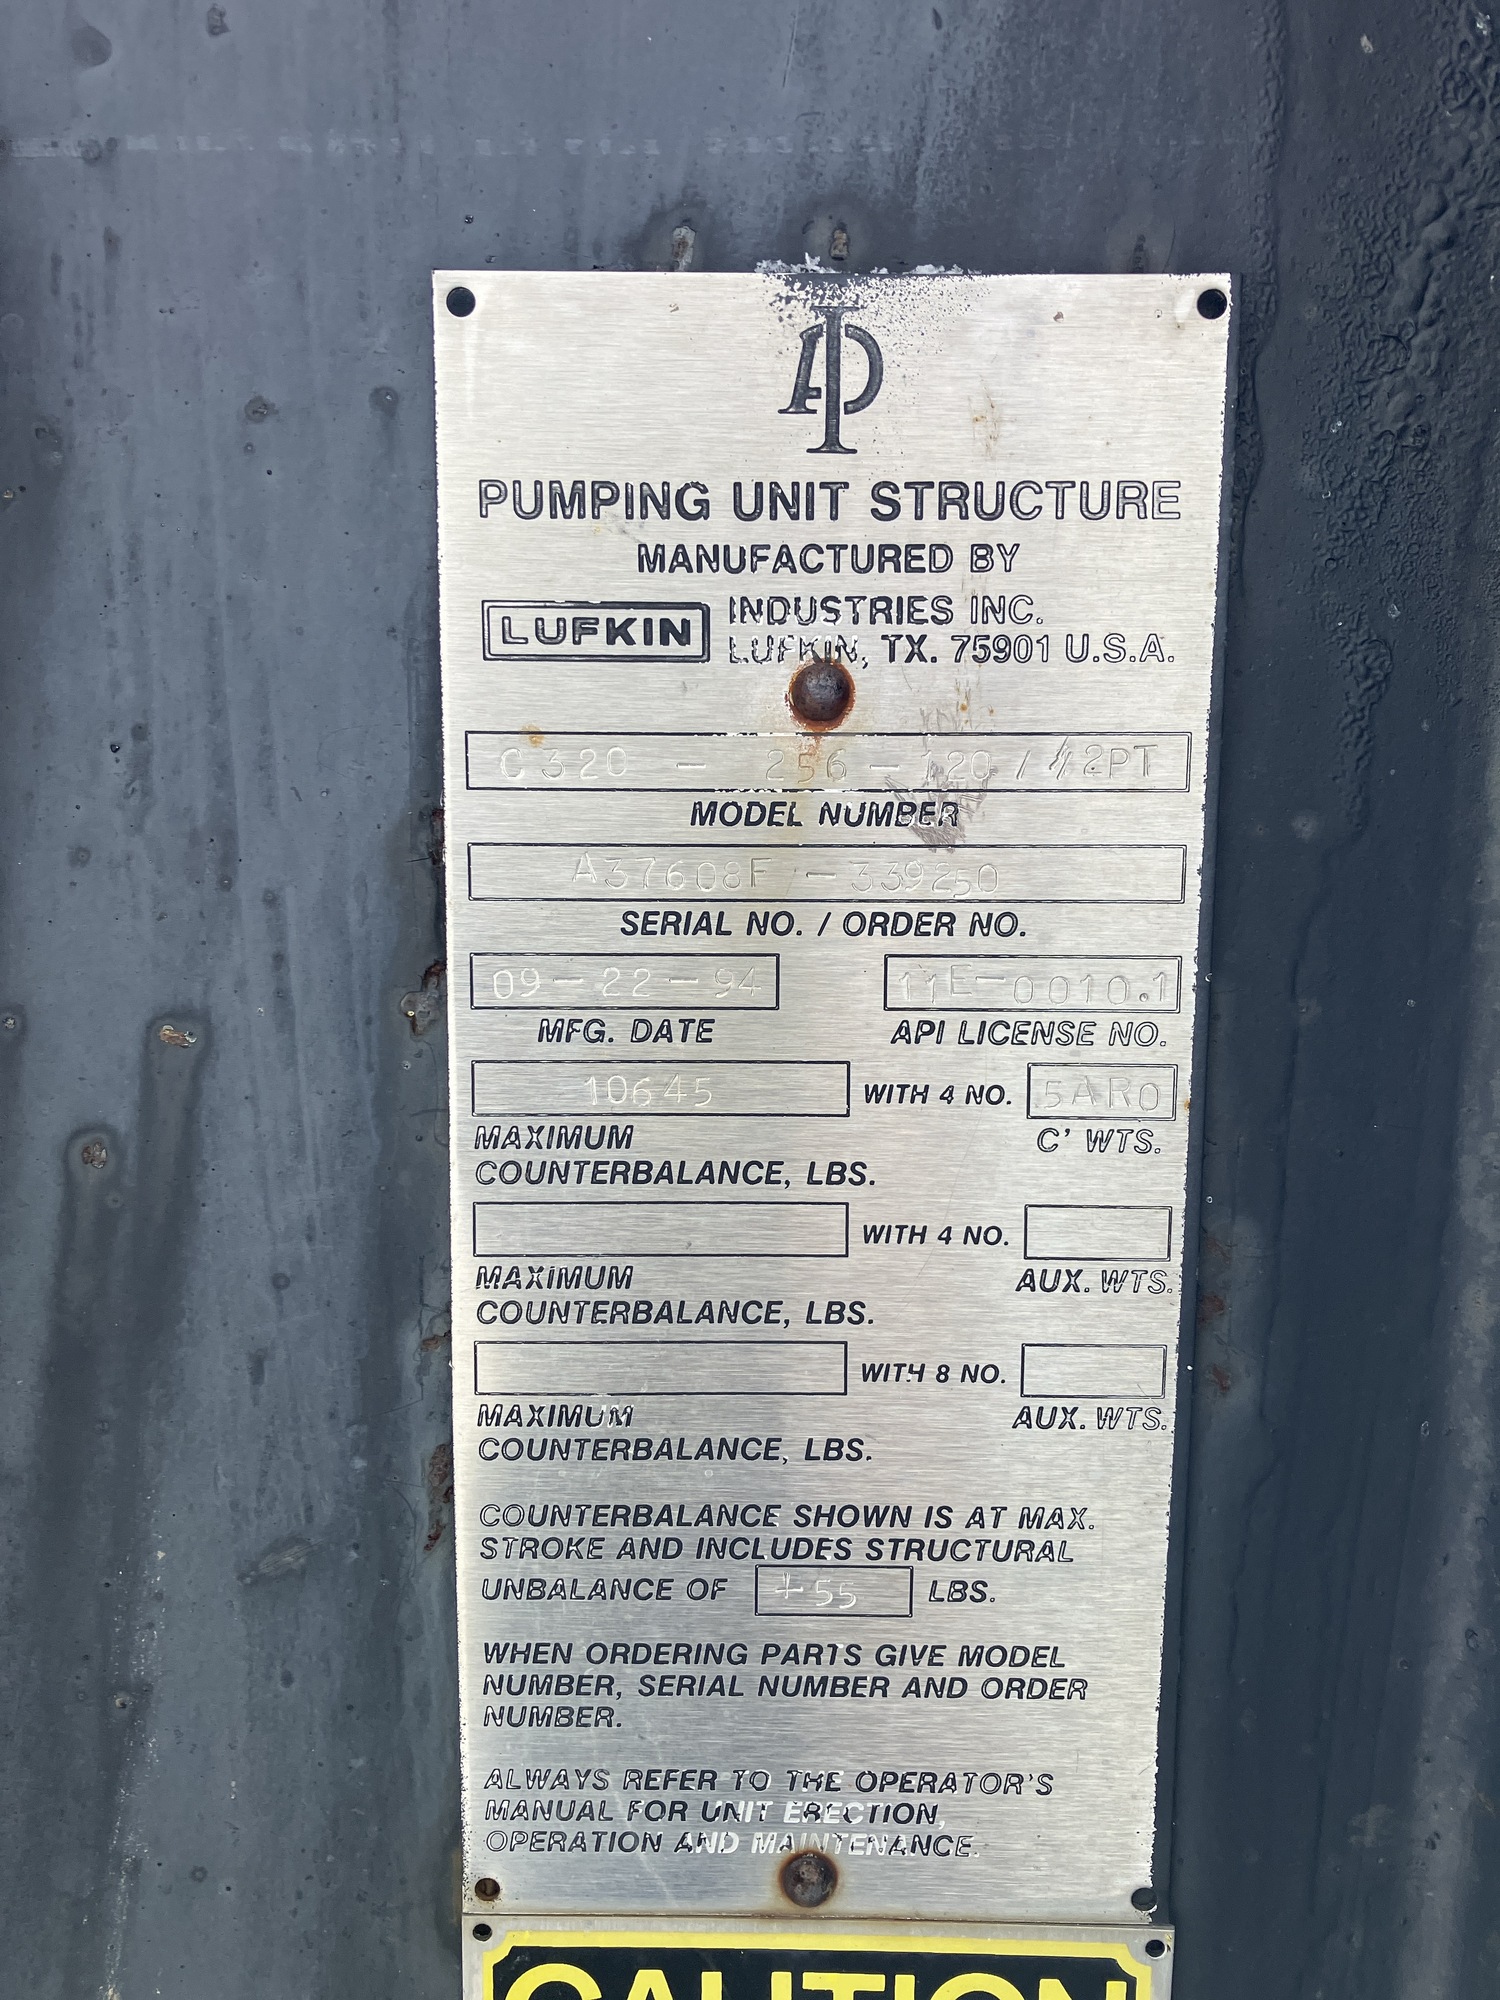 API
PUMPING UNIT STRUCTURE
MANUFACTURED BY
LUFKIN INDUSTRIES INC.
LUFKIN, TX. 75901 U.S.A.
C320 - 256 - 120 / 2PT
MODEL NUMBER
A37608F - 339250
SERIAL NO. / ORDER NO.
09-22-94 11E-0010.1
MFG. DATE API LICENSE NO.
10645 WITH 4 NO. 5ARO
MAXIMUM C' WTS.
COUNTERBALANCE, LBS.
WITH 4 NO.
MAXIMUM AUX. WTS.
COUNTERBALANCE, LBS.
WITH 8 NO.
MAXIMUM AUX. WTS.
COUNTERBALANCE, LBS.
COUNTERBALANCE SHOWN IS AT MAX.
STROKE AND INCLUDES STRUCTURAL
UNBALANCE OF +55 LBS.
WHEN ORDERING PARTS GIVE MODEL
NUMBER, SERIAL NUMBER AND ORDER
NUMBER.
ALWAYS REFER TO THE OPERATOR'S
MANUAL FOR UNIT ERECTION,
OPERATION AND MAINTENANCE.
CAUTION